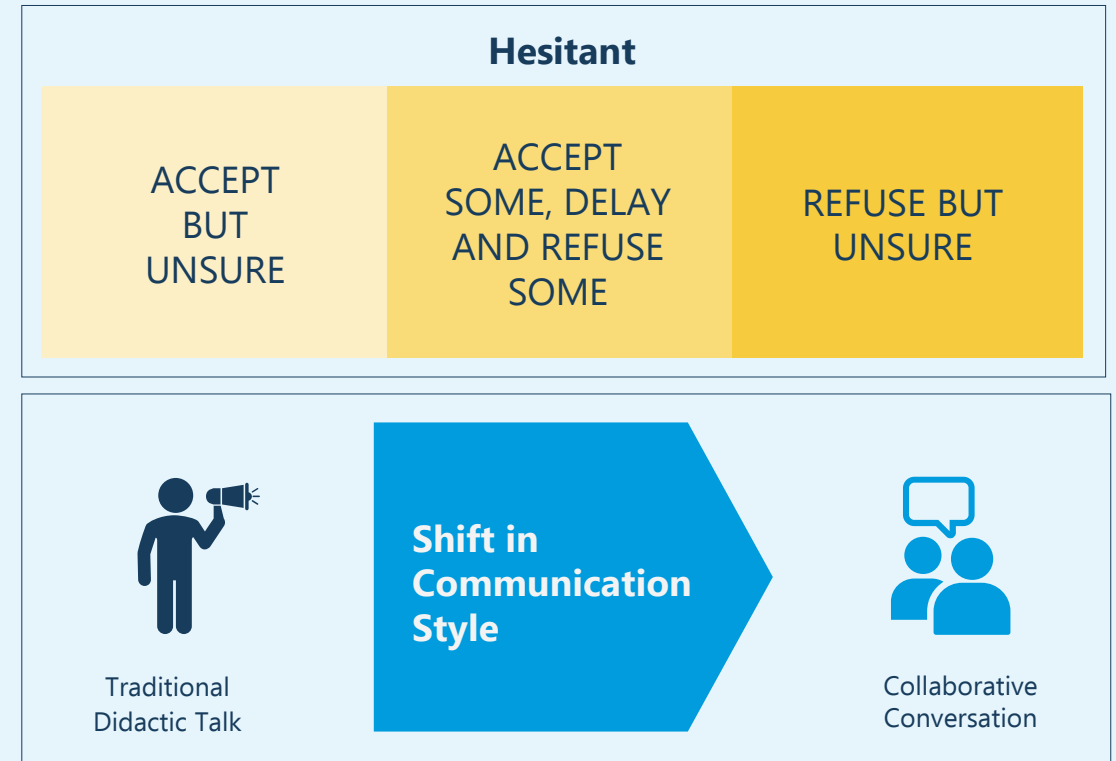 Hesitant
ACCEPT
BUT
UNSURE
ACCEPT
SOME, DELAY
AND REFUSE
SOME
REFUSE BUT
UNSURE
Shift in
Communication
Style
Traditional
Didactic Talk
Collaborative
Conversation